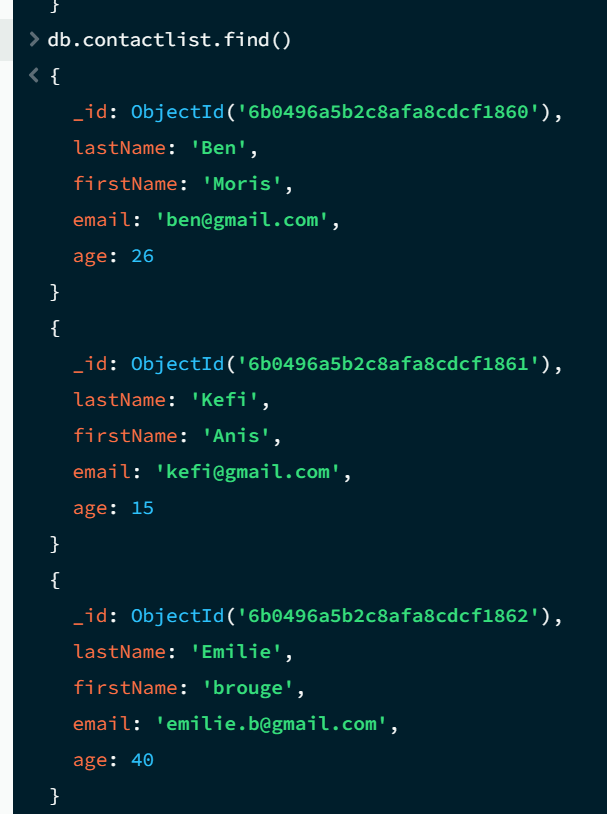 }
> db.contactlist.find()
< {
_id: ObjectId('6b0496a5b2c8afa8cdcf1860'),
lastName: 'Ben',
firstName: 'Moris',
email: 'ben@gmail.com',
age: 26
}
{
_id: ObjectId('6b0496a5b2c8afa8cdcf1861'),
lastName: 'Kefi',
firstName: 'Anis',
email: 'kefi@gmail.com',
age: 15
}
{
_id: ObjectId('6b0496a5b2c8afa8cdcf1862'),
lastName: 'Emilie',
firstName: 'brouge',
email: 'emilie.b@gmail.com',
age: 40
}